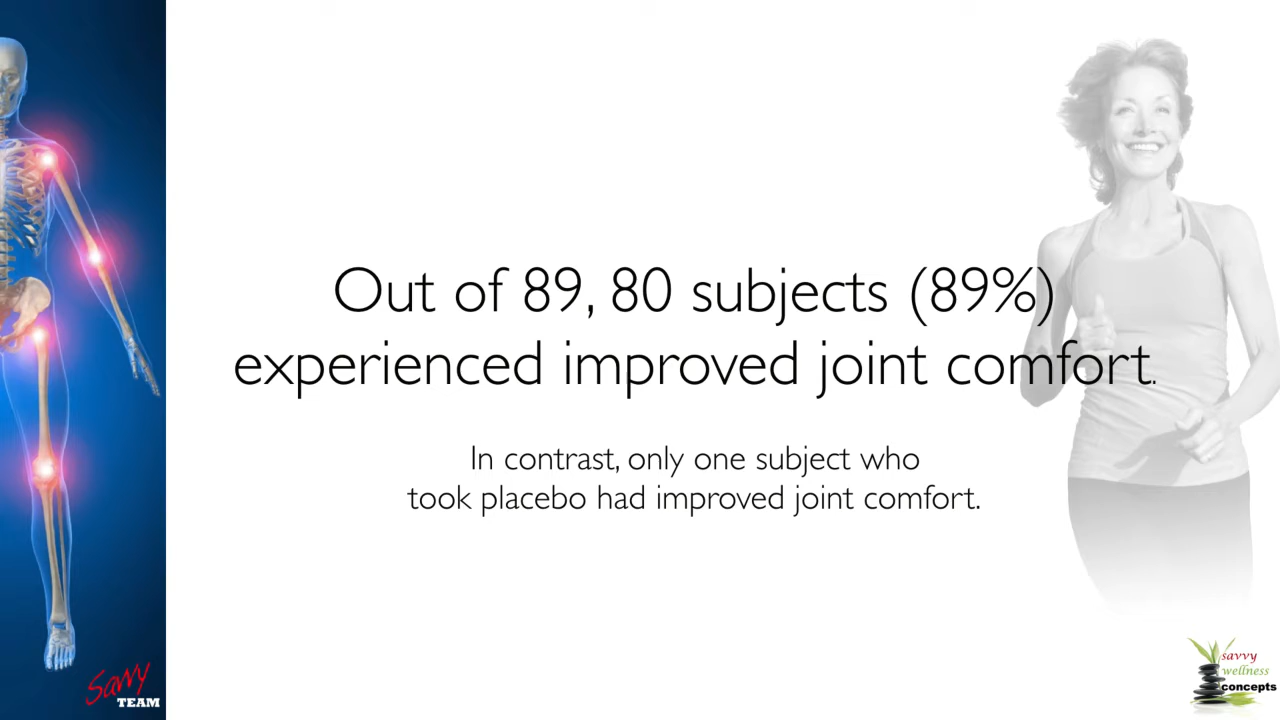 Out of 89, 80 subjects (89%)
experienced improved joint comfort.
In contrast, only one subject who
took placebo had improved joint comfort.
Savvy
TEAM
savvy
wellness
concepts